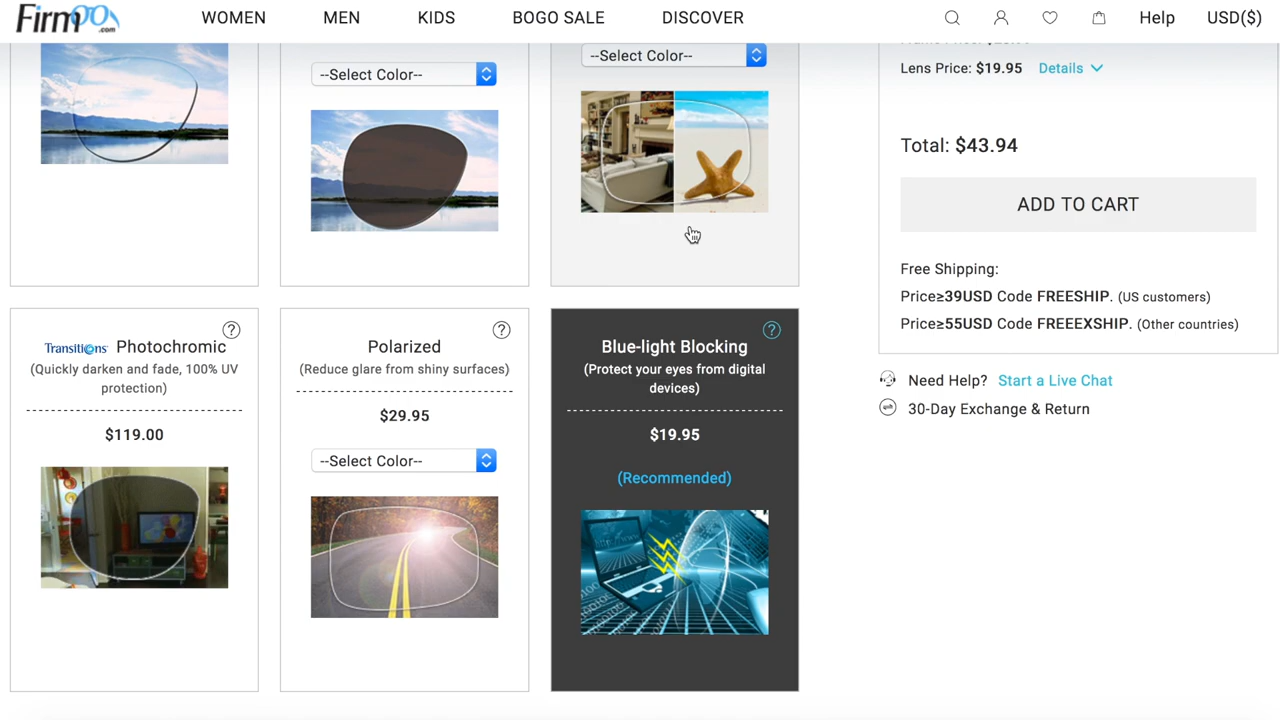 Firmoo.com
WOMEN MEN KIDS BOGO SALE DISCOVER Help USD($)
--Select Color--
--Select Color--
Lens Price: $19.95 Details
Total: $43.94
ADD TO CART
Free Shipping:
Price≥39USD Code FREESHIP. (US customers)
Price≥55USD Code FREEEXSHIP. (Other countries)
Need Help? Start a Live Chat
30-Day Exchange & Return
Transitions Photochromic
(Quickly darken and fade, 100% UV
protection)
$119.00
Polarized
(Reduce glare from shiny surfaces)
$29.95
--Select Color--
Blue-light Blocking
(Protect your eyes from digital
devices)
$19.95
(Recommended)